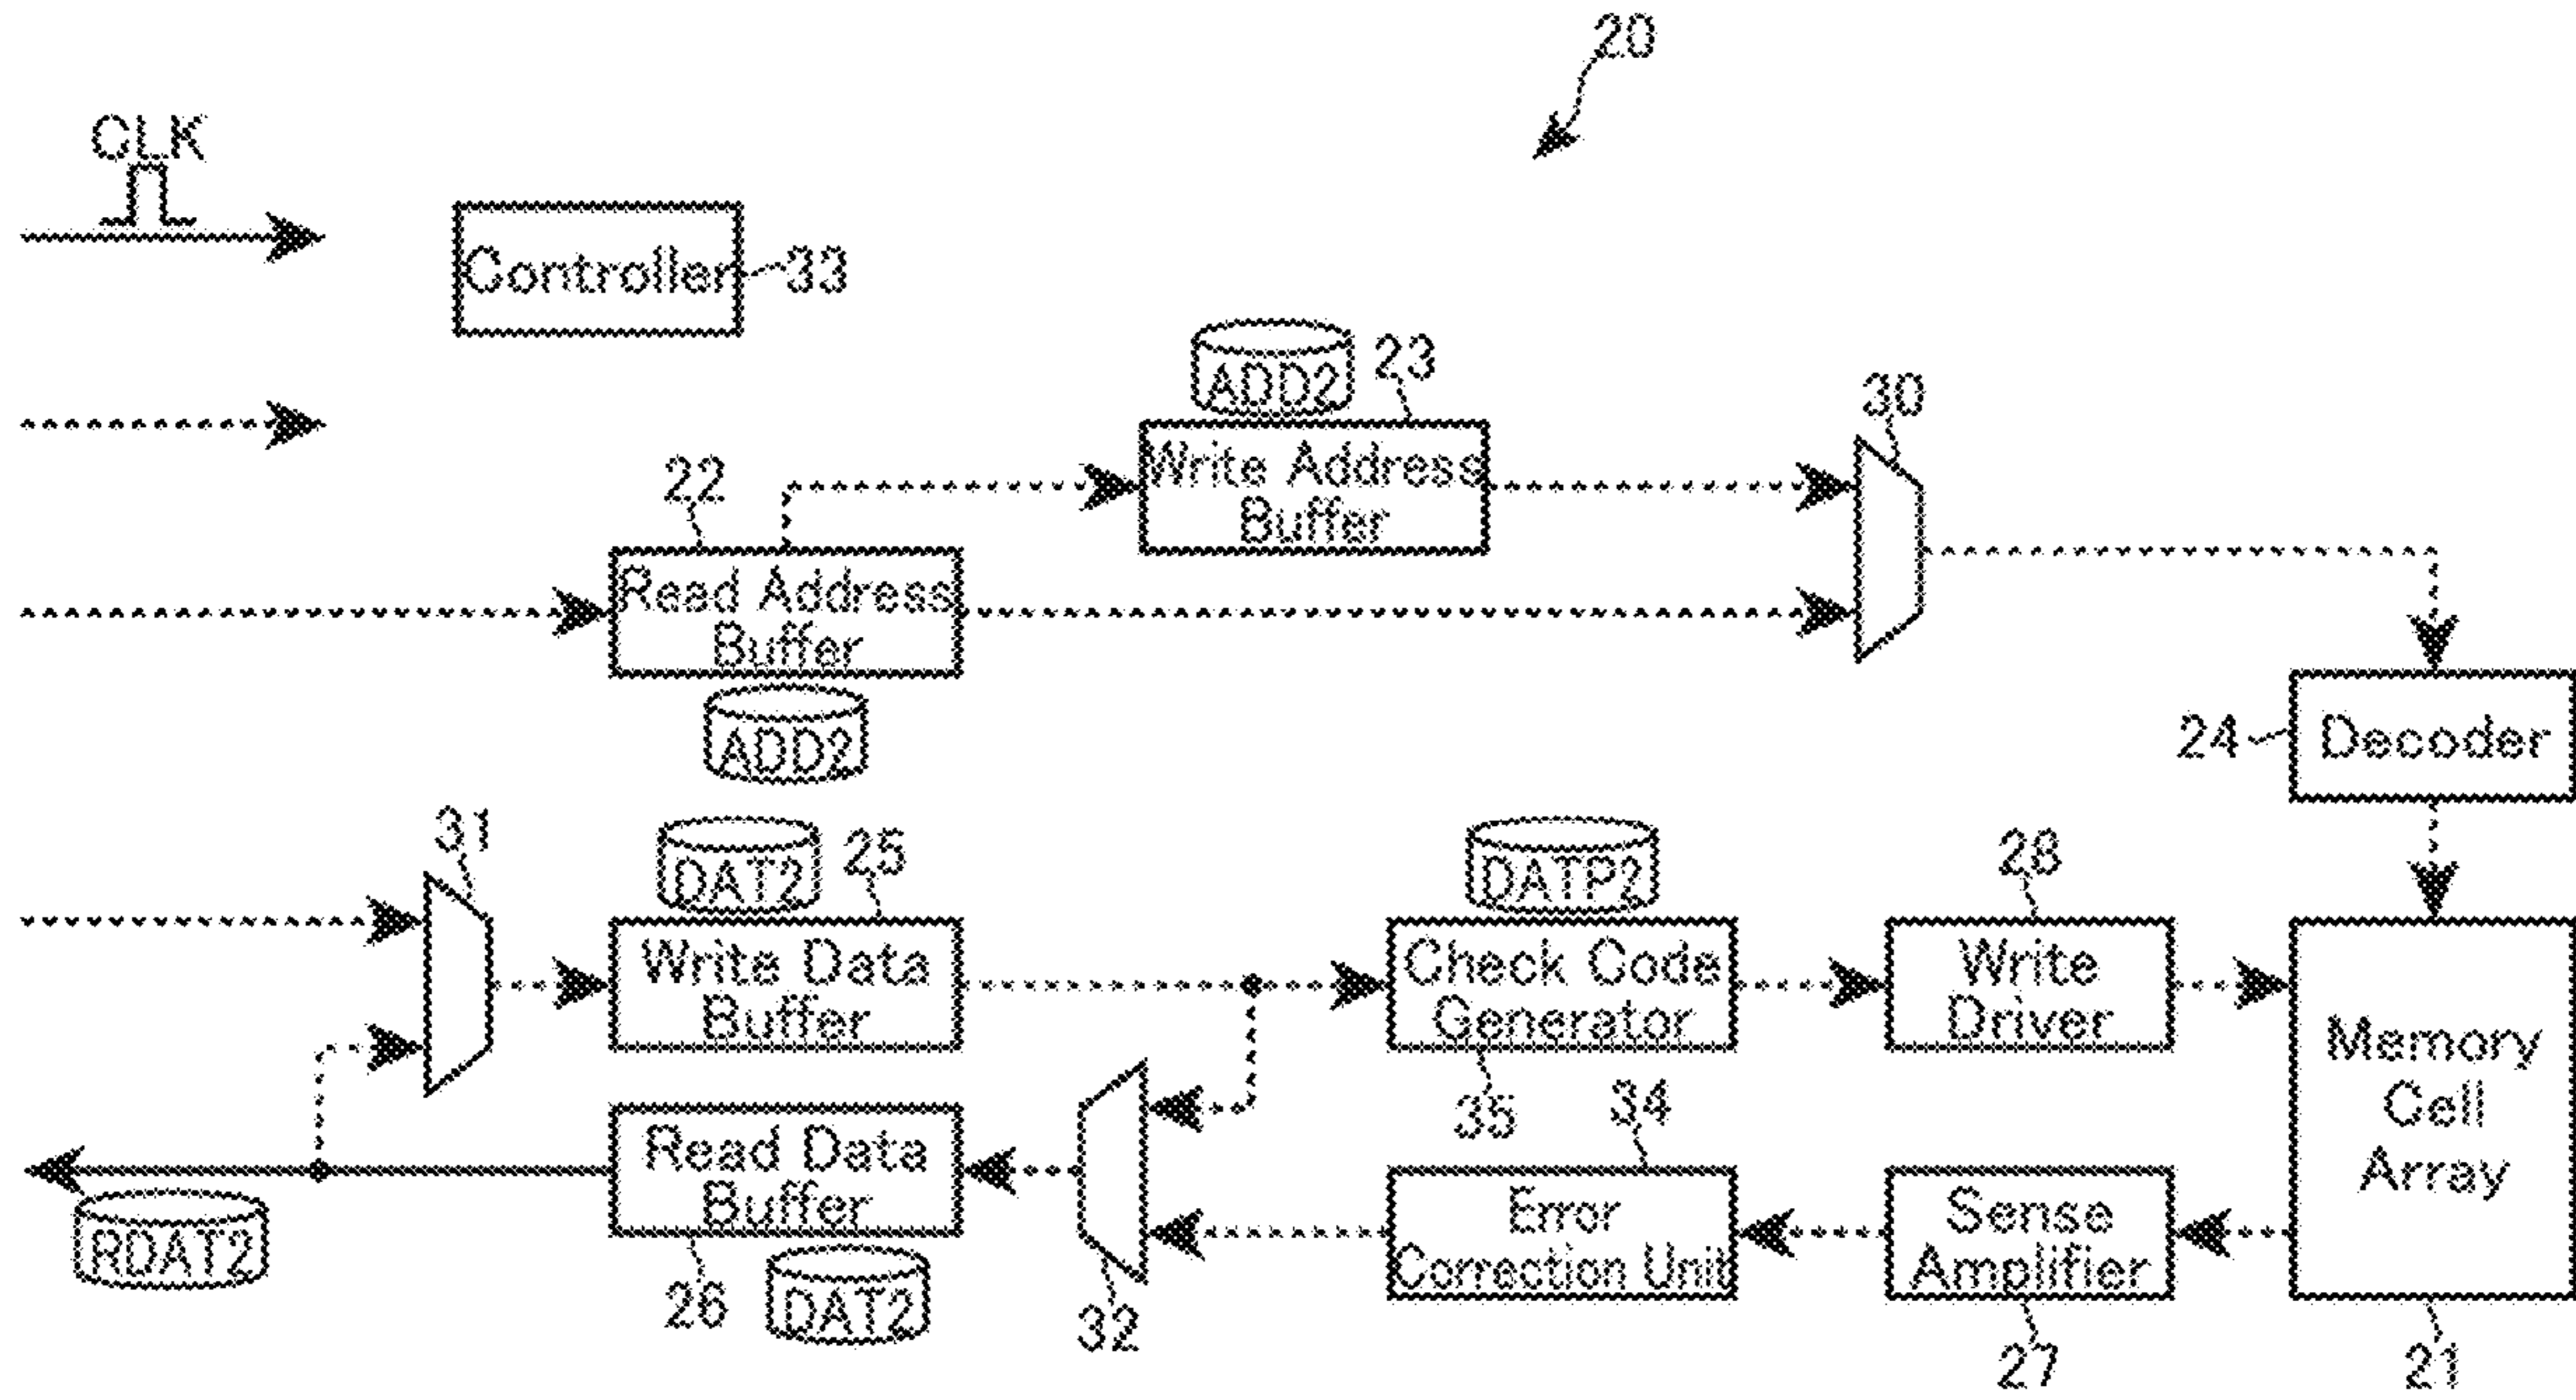 20
CLK
Controller
33
ADD2
23
30
Write Address
Buffer
22
Read Address
Buffer
ADD2
24
Decoder
31
DAT2
25
DATP2
28
Write Data
Buffer
Check Code
Generator
Write
Driver
Memory
Cell
Array
35
34
Read Data
Buffer
Error
Correction Unit
Sense
Amplifier
RDAT2
26
DAT2
32
27
21